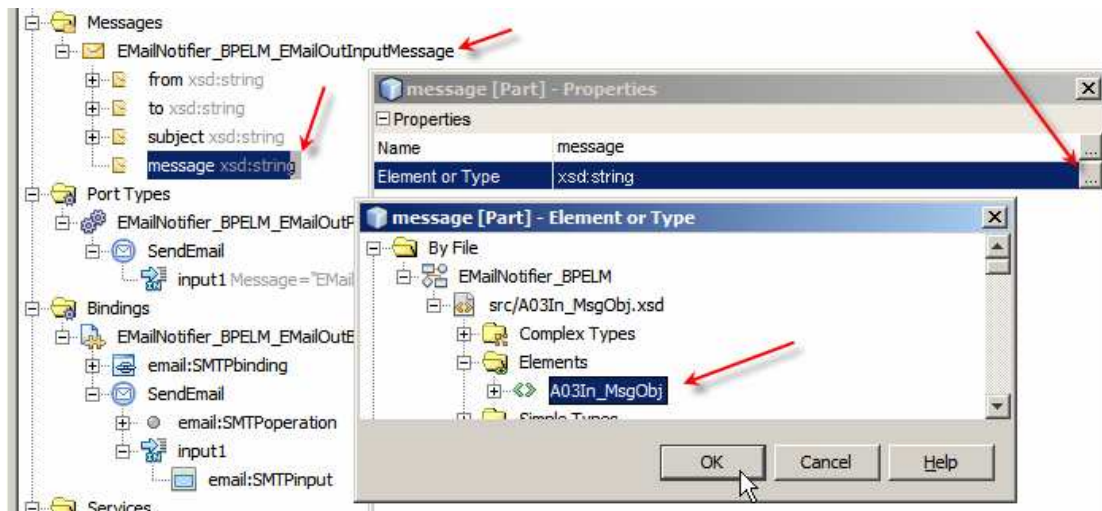 Messages
EMailNotifier_BPELM_EMailOutInputMessage
from xsd:string
to xsd:string
subject xsd:string
message xsd:string
Port Types
EMailNotifier_BPELM_EMailOutP
SendEmail
input1 Message="EMail
Bindings
EMailNotifier_BPELM_EMailOutB
email:SMTPbinding
SendEmail
email:SMTPoperation
input1
email:SMTPinput
Services
message [Part] - Properties
Properties
Name message ...
Element or Type xsd:string ...
message [Part] - Element or Type
By File
EMailNotifier_BPELM
src/A03In_MsgObj.xsd
Complex Types
Elements
A03In_MsgObj
Simple Types
OK Cancel Help